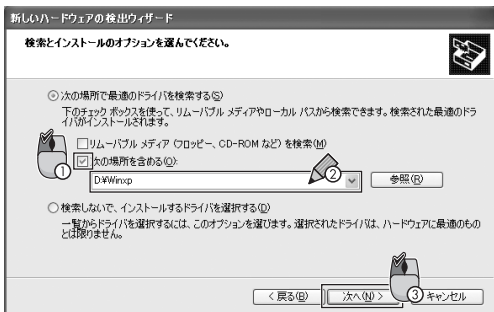 新しいハードウェアの検出ウィザード
検索とインストールのオプションを選んでください。
次の場所で最適のドライバを検索する(S)
下のチェック ボックスを使って、リムーバブル メディアやローカル パスから検索できます。検索された最適のドラ
イバがインストールされます。
リムーバブル メディア (フロッピー、CD-ROM など) を検索(M)
次の場所を含める(O):
①
D:¥Winxp
②
参照(R)
検索しないで、インストールするドライバを選択する(D)
一覧からドライバを選択するには、このオプションを選びます。選択されたドライバは、ハードウェアに最適のもの
とは限りません。
< 戻る(B)
次へ(N) >
③
キャンセル